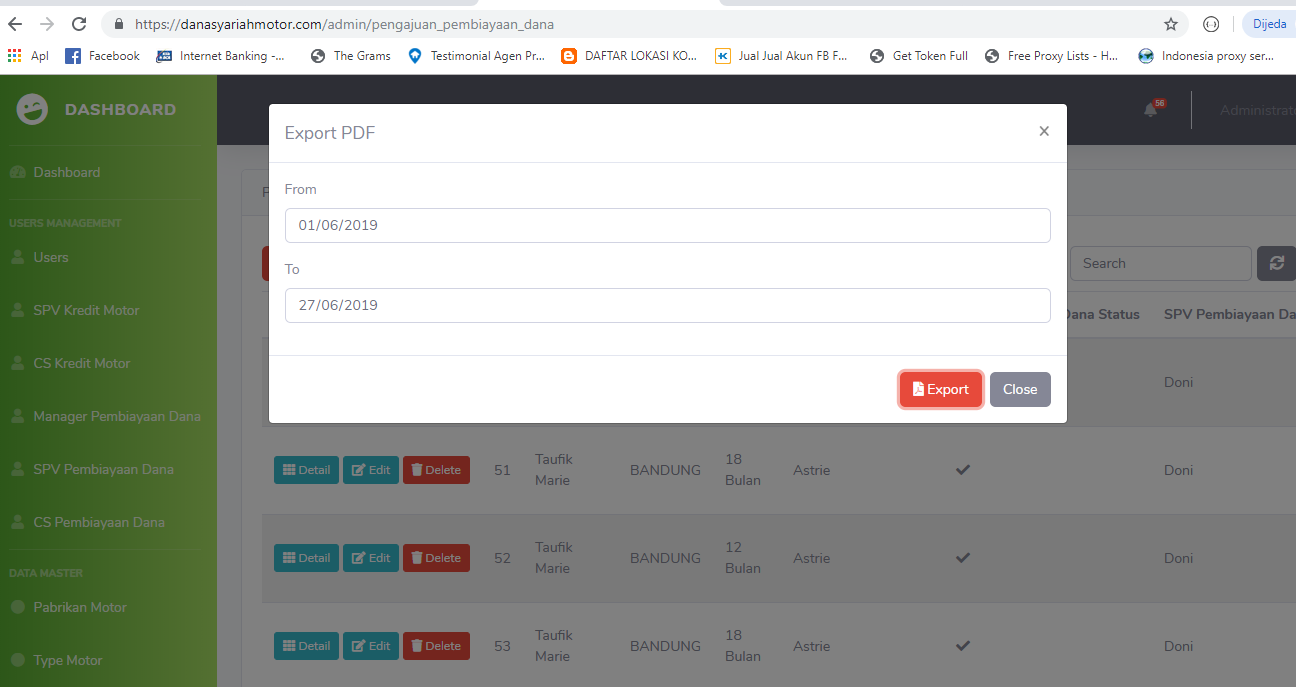 https://danasyariahmotor.com/admin/pengajuan_pembiayaan_dana
Dijeda
Apl
Facebook
Internet Banking -...
The Grams
Testimonial Agen Pr...
DAFTAR LOKASI KO...
Jual Jual Akun FB F...
Get Token Full
Free Proxy Lists - H...
Indonesia proxy ser...
DASHBOARD
56
Administrat
Dashboard
USERS MANAGEMENT
Users
SPV Kredit Motor
CS Kredit Motor
Manager Pembiayaan Dana
SPV Pembiayaan Dana
CS Pembiayaan Dana
DATA MASTER
Pabrikan Motor
Type Motor
Export PDF
×
From
01/06/2019
To
27/06/2019
Export
Close
Search
Dana Status
SPV Pembiayaan Da
Doni
Detail Edit Delete 51 Taufik Marie BANDUNG 18 Bulan Astrie Doni
Detail Edit Delete 52 Taufik Marie BANDUNG 12 Bulan Astrie Doni
Detail Edit Delete 53 Taufik Marie BANDUNG 18 Bulan Astrie Doni